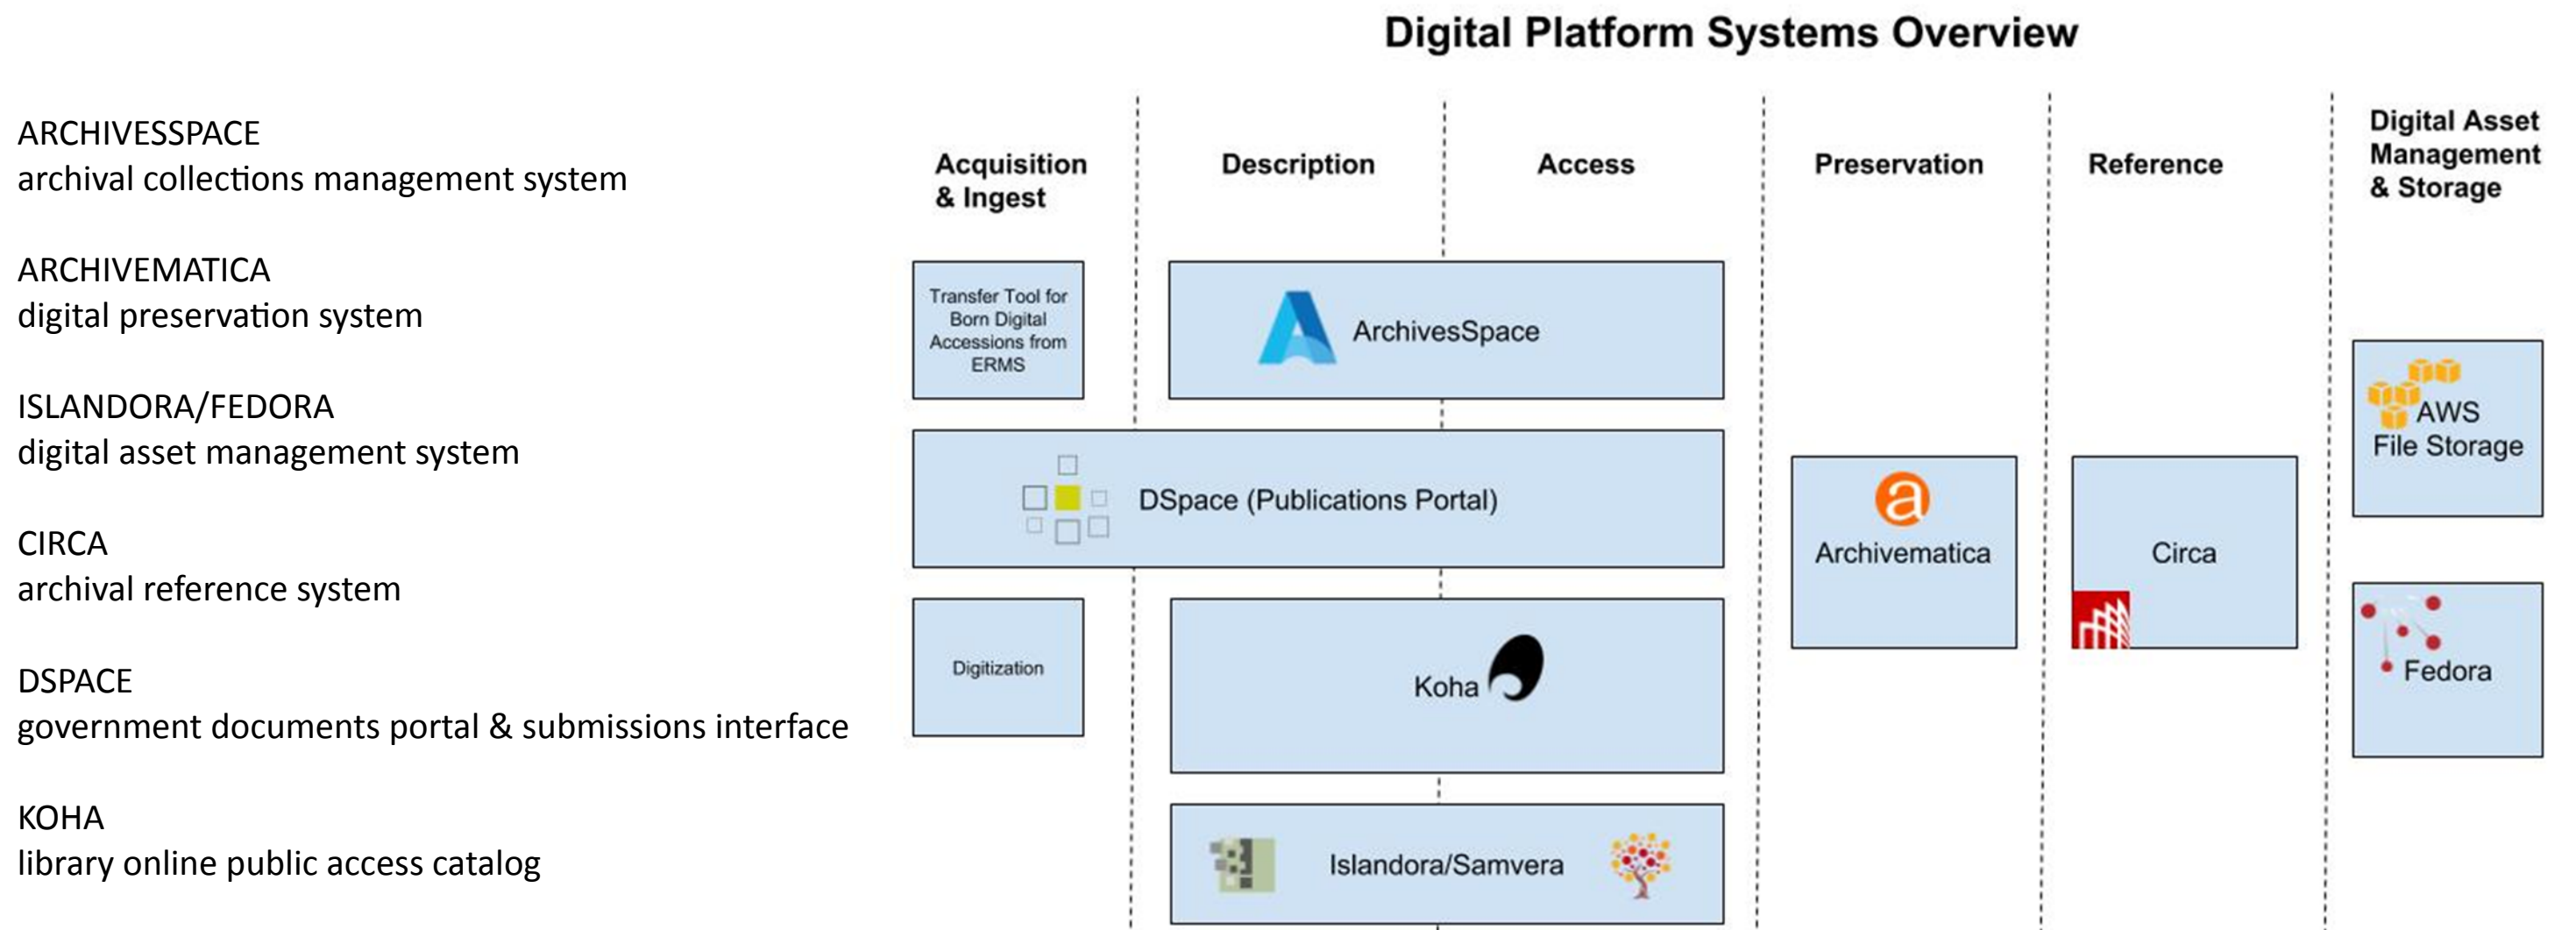 Digital Platform Systems Overview
ARCHIVESSPACE
archival collections management system
ARCHIVEMATICA
digital preservation system
ISLANDORA/FEDORA
digital asset management system
CIRCA
archival reference system
DSPACE
government documents portal & submissions interface
KOHA
library online public access catalog
Acquisition
& Ingest
Description
Access
Preservation
Reference
Digital Asset
Management
& Storage
Transfer Tool for
Born Digital
Accessions from
ERMS
ArchivesSpace
DSpace (Publications Portal)
Digitization
Koha
Islandora/Samvera
a
Archivematica
Circa
AWS
File Storage
Fedora